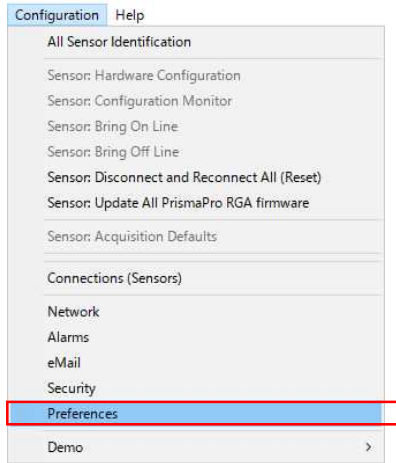 Configuration Help
All Sensor Identification
Sensor: Hardware Configuration
Sensor: Configuration Monitor
Sensor: Bring On Line
Sensor: Bring Off Line
Sensor: Disconnect and Reconnect All (Reset)
Sensor: Update All PrismaPro RGA firmware
Sensor: Acquisition Defaults
Connections (Sensors)
Network
Alarms
eMail
Security
Preferences
Demo >